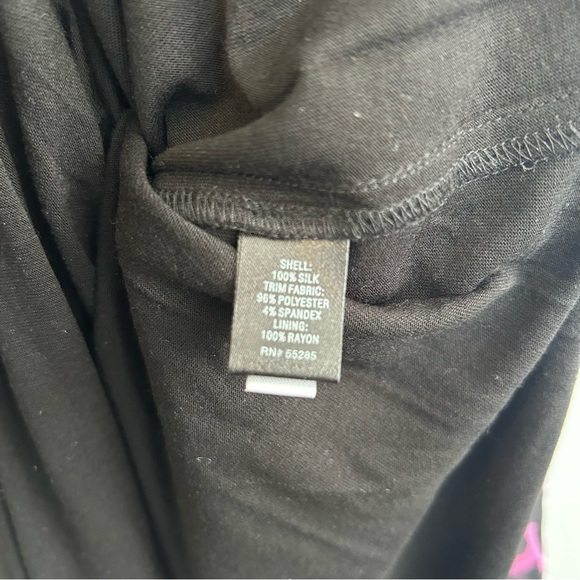 SHELL:
100% SILK
TRIM FABRIC:
96% POLYESTER
4% SPANDEX
LINING:
100% RAYON
RN# 55285